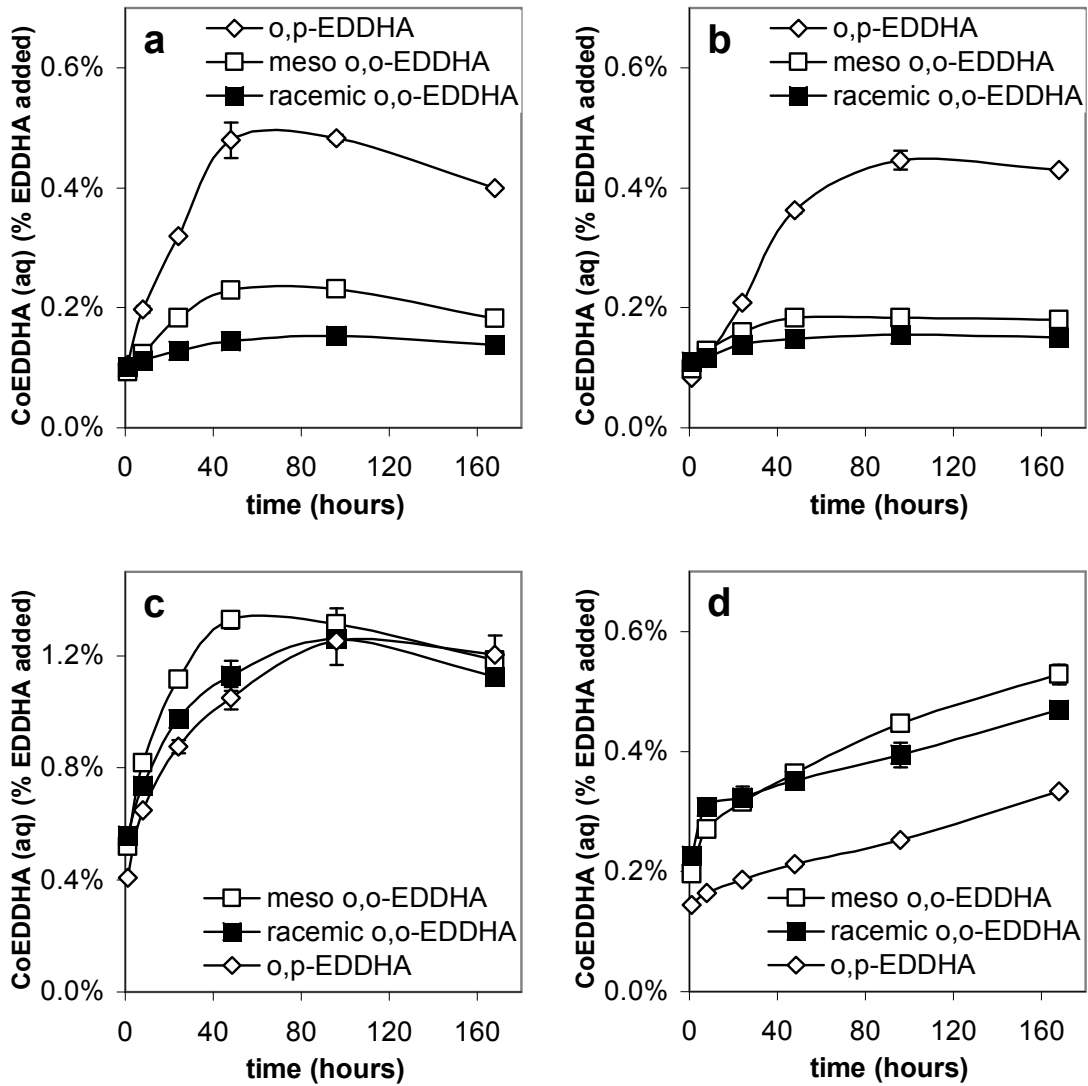 a
o,p-EDDHA
meso o,o-EDDHA
racemic o,o-EDDHA
CoEDDHA (aq) (% EDDHA added)
0.6%
0.4%
0.2%
0.0%
0 40 80 120 160
time (hours)
b
o,p-EDDHA
meso o,o-EDDHA
racemic o,o-EDDHA
CoEDDHA (aq) (% EDDHA added)
0.6%
0.4%
0.2%
0.0%
0 40 80 120 160
time (hours)
c
CoEDDHA (aq) (% EDDHA added)
1.2%
0.8%
0.4%
0.0%
meso o,o-EDDHA
racemic o,o-EDDHA
o,p-EDDHA
0 40 80 120 160
time (hours)
d
CoEDDHA (aq) (% EDDHA added)
0.6%
0.4%
0.2%
0.0%
meso o,o-EDDHA
racemic o,o-EDDHA
o,p-EDDHA
0 40 80 120 160
time (hours)